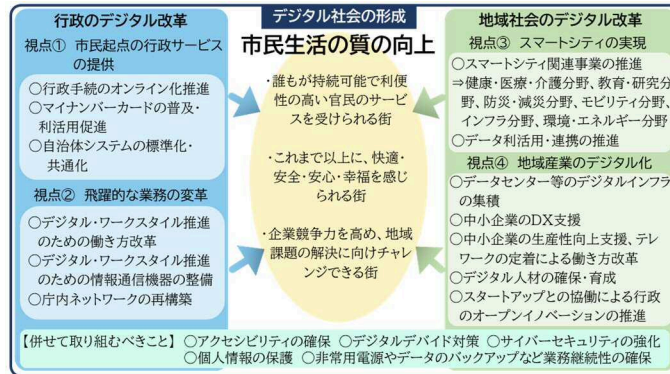 行政のデジタル改革
視点① 市民起点の行政サービス
の提供
○行政手続のオンライン化推進
○マイナンバーカードの普及・
利活用促進
○自治体システムの標準化・
共通化
視点② 飛躍的な業務の変革
○デジタル・ワークスタイル推進
のための働き方改革
○デジタル・ワークスタイル推進
のための情報通信機器の整備
○庁内ネットワークの再構築
デジタル社会の形成
市民生活の質の向上
・誰もが持続可能で利便
性の高い官民のサービ
スを受けられる街
・これまで以上に、快適・
安全・安心・幸福を感じ
られる街
・企業競争力を高め、地域
課題の解決に向けチャレ
ンジできる街
地域社会のデジタル改革
視点③ スマートシティの実現
○スマートシティ関連事業の推進
⇒健康・医療・介護分野、教育・研究分
野、防災・減災分野、モビリティ分野、
インフラ分野、環境・エネルギー分野
○データ利活用・連携の推進
視点④ 地域産業のデジタル化
○データセンター等のデジタルインフラ
の集積
○中小企業のDX支援
○中小企業の生産性向上支援、テレ
ワークの定着による働き方改革
○デジタル人材の確保・育成
○スタートアップとの協働による行政
のオープンイノベーションの推進
【併せて取り組むべきこと】 ○アクセシビリティの確保 ○デジタルデバイド対策 ○サイバーセキュリティの強化
○個人情報の保護 ○非常用電源やデータのバックアップなど業務継続性の確保